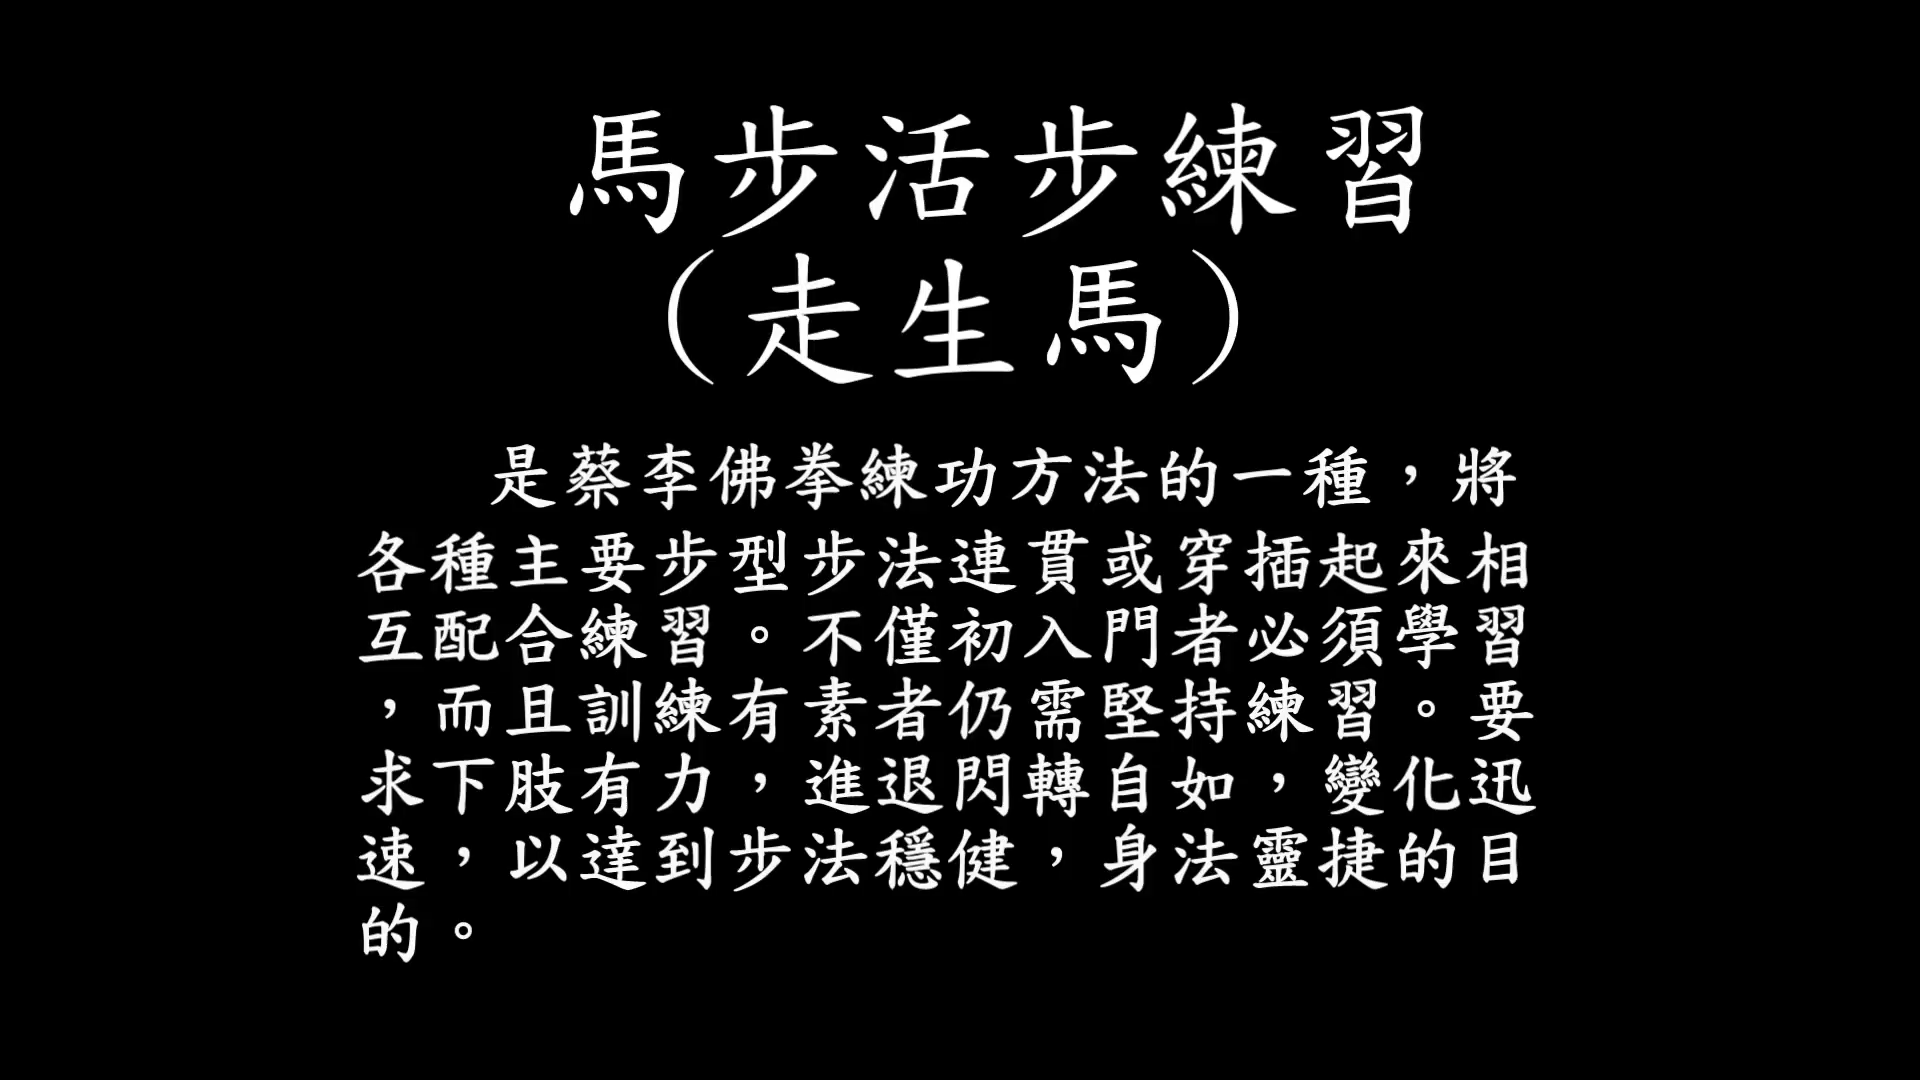 馬步活步練習
（走生馬）
是蔡李佛拳練功方法的一種，將
各種主要步型步法連貫或穿插起來相
互配合練習。不僅初入門者必須學習
，而且訓練有素者仍需堅持練習。要
求下肢有力，進退閃轉自如，變化迅
速，以達到步法穩健，身法靈捷的目
的。